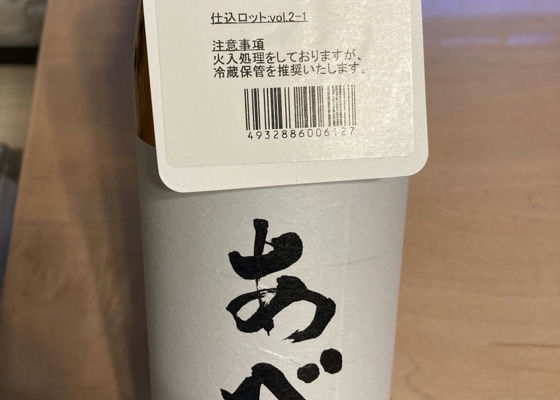 仕込ロット:vol.2-1
注意事項
火入処理をしておりますが、
冷蔵保管を推奨いたします。
4932886006127
あべ